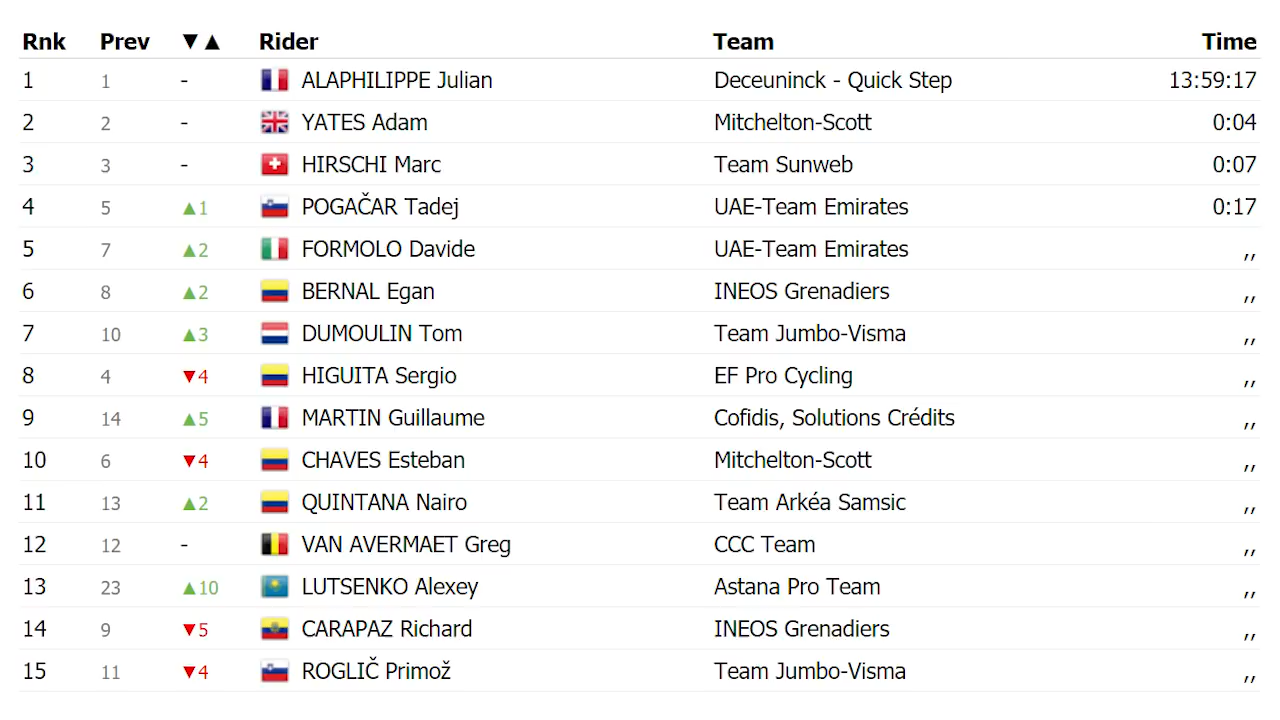 Rnk Prev ▼▲ Rider Team Time
1 1 - ALAPHILIPPE Julian Deceuninck - Quick Step 13:59:17
2 2 - YATES Adam Mitchelton-Scott 0:04
3 3 - HIRSCHI Marc Team Sunweb 0:07
4 5 ▲1 POGAČAR Tadej UAE-Team Emirates 0:17
5 7 ▲2 FORMOLO Davide UAE-Team Emirates ,,
6 8 ▲2 BERNAL Egan INEOS Grenadiers ,,
7 10 ▲3 DUMOULIN Tom Team Jumbo-Visma ,,
8 4 ▼4 HIGUITA Sergio EF Pro Cycling ,,
9 14 ▲5 MARTIN Guillaume Cofidis, Solutions Crédits ,,
10 6 ▼4 CHAVES Esteban Mitchelton-Scott ,,
11 13 ▲2 QUINTANA Nairo Team Arkéa Samsic ,,
12 12 - VAN AVERMAET Greg CCC Team ,,
13 23 ▲10 LUTSENKO Alexey Astana Pro Team ,,
14 9 ▼5 CARAPAZ Richard INEOS Grenadiers ,,
15 11 ▼4 ROGLIČ Primož Team Jumbo-Visma ,,